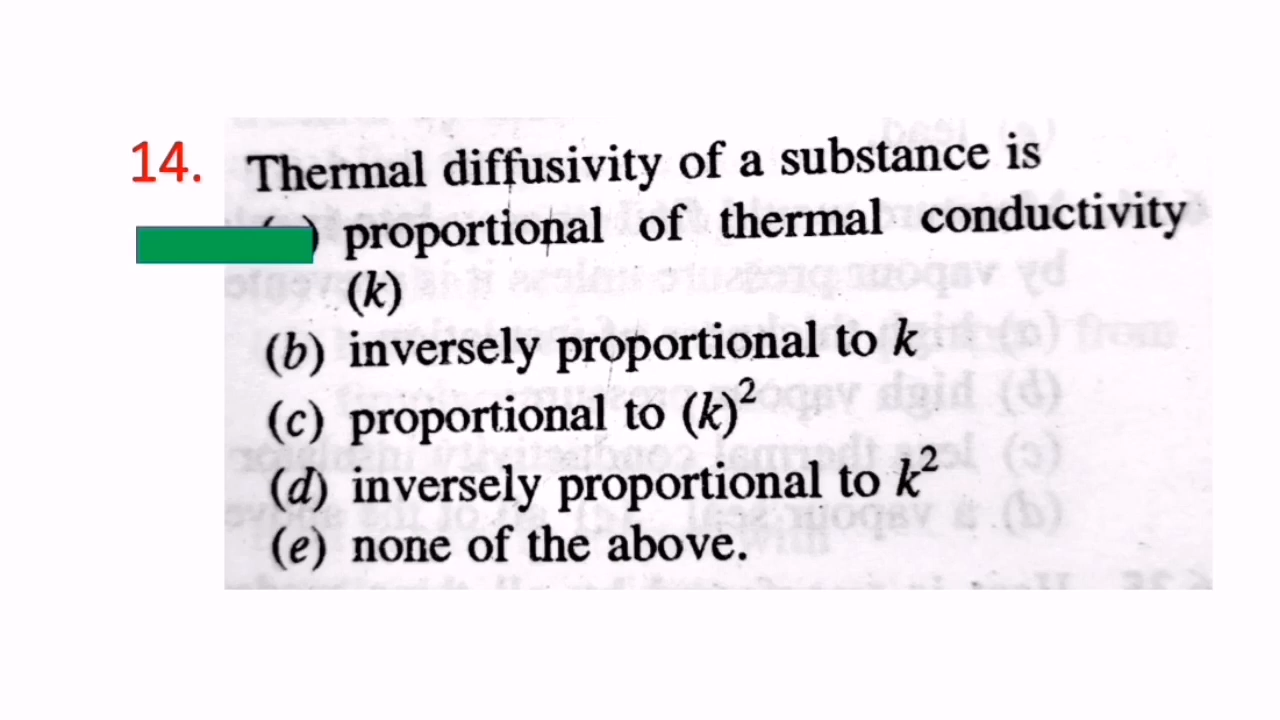 14. Thermal diffusivity of a substance is
) proportional of thermal conductivity
(k)
(b) inversely proportional to k
(c) proportional to (k)²
(d) inversely proportional to k²
(e) none of the above.